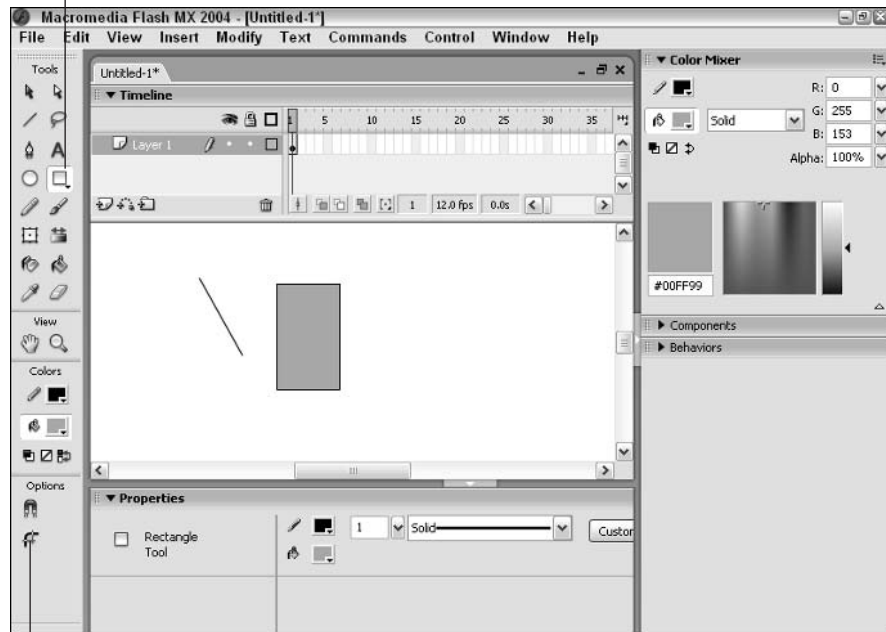 Macromedia Flash MX 2004 - [Untitled-1*]
File Edit View Insert Modify Text Commands Control Window Help
Tools
A
View
Colors
Options
Untitled-1*
▼ Timeline
1 5 10 15 20 25 30 35
Layer 1
1 12.0 fps 0.0s
▼ Properties
Rectangle
Tool
1 Solid
Custor
▼ Color Mixer
R: 0
Solid G: 255
B: 153
Alpha: 100%
#00FF99
▶ Components
▶ Behaviors